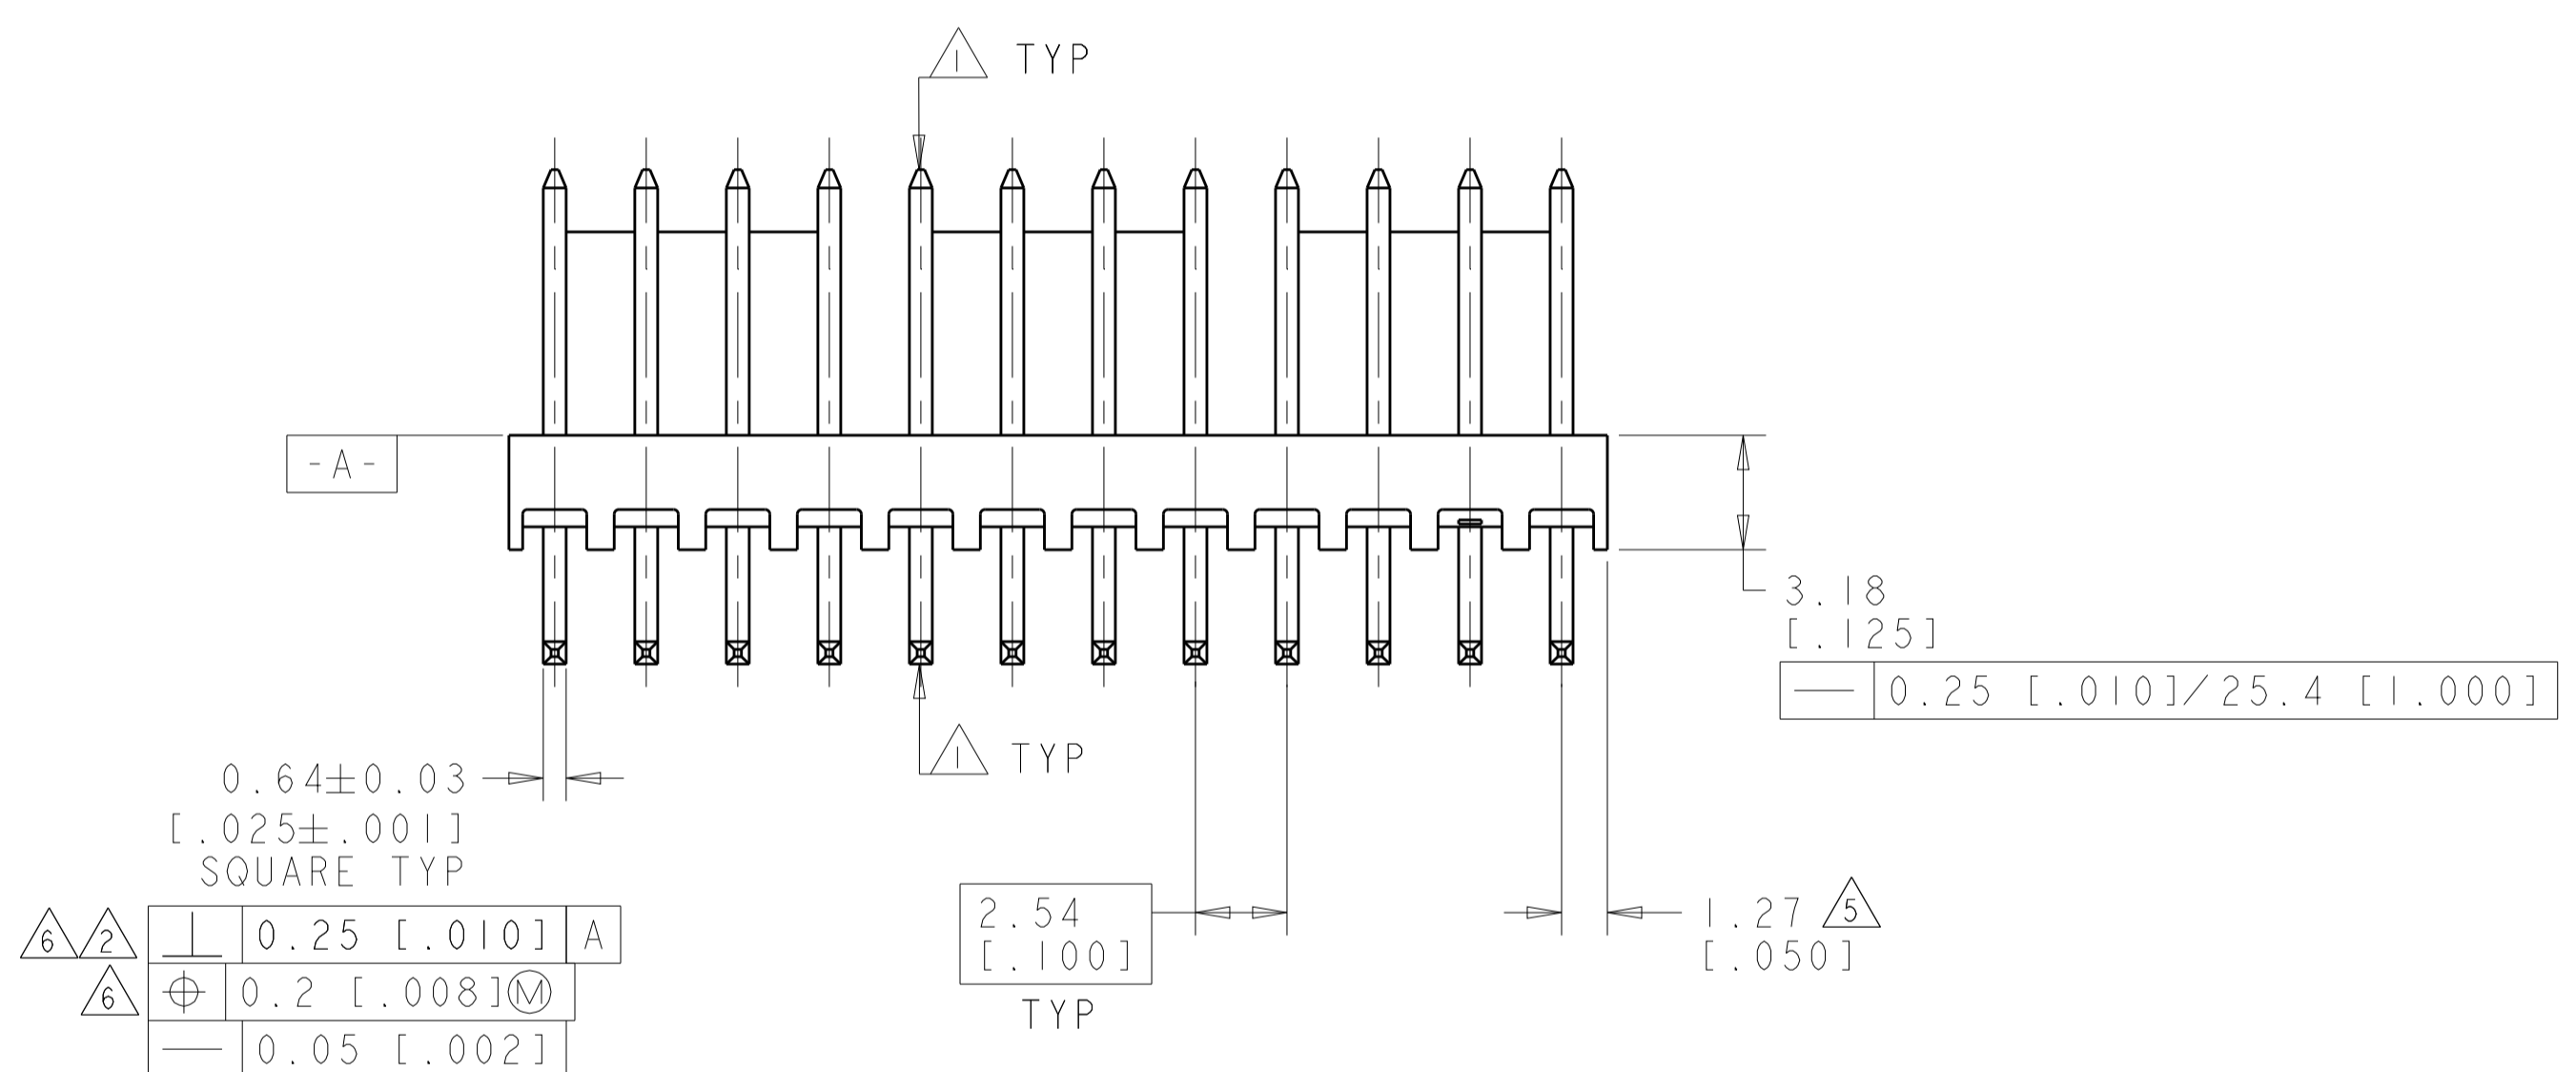 1 TYP
-A-
3.18
[.125]
0.25 [.010]/25.4 [1.000]
1 TYP
0.64±0.03
[.025±.001]
SQUARE TYP
6 2 ⊥ 0.25 [.010] A
6 ⌖ 0.2 [.008] Ⓜ
⏤ 0.05 [.002]
2.54
[.100]
TYP
1.27 5
[.050]